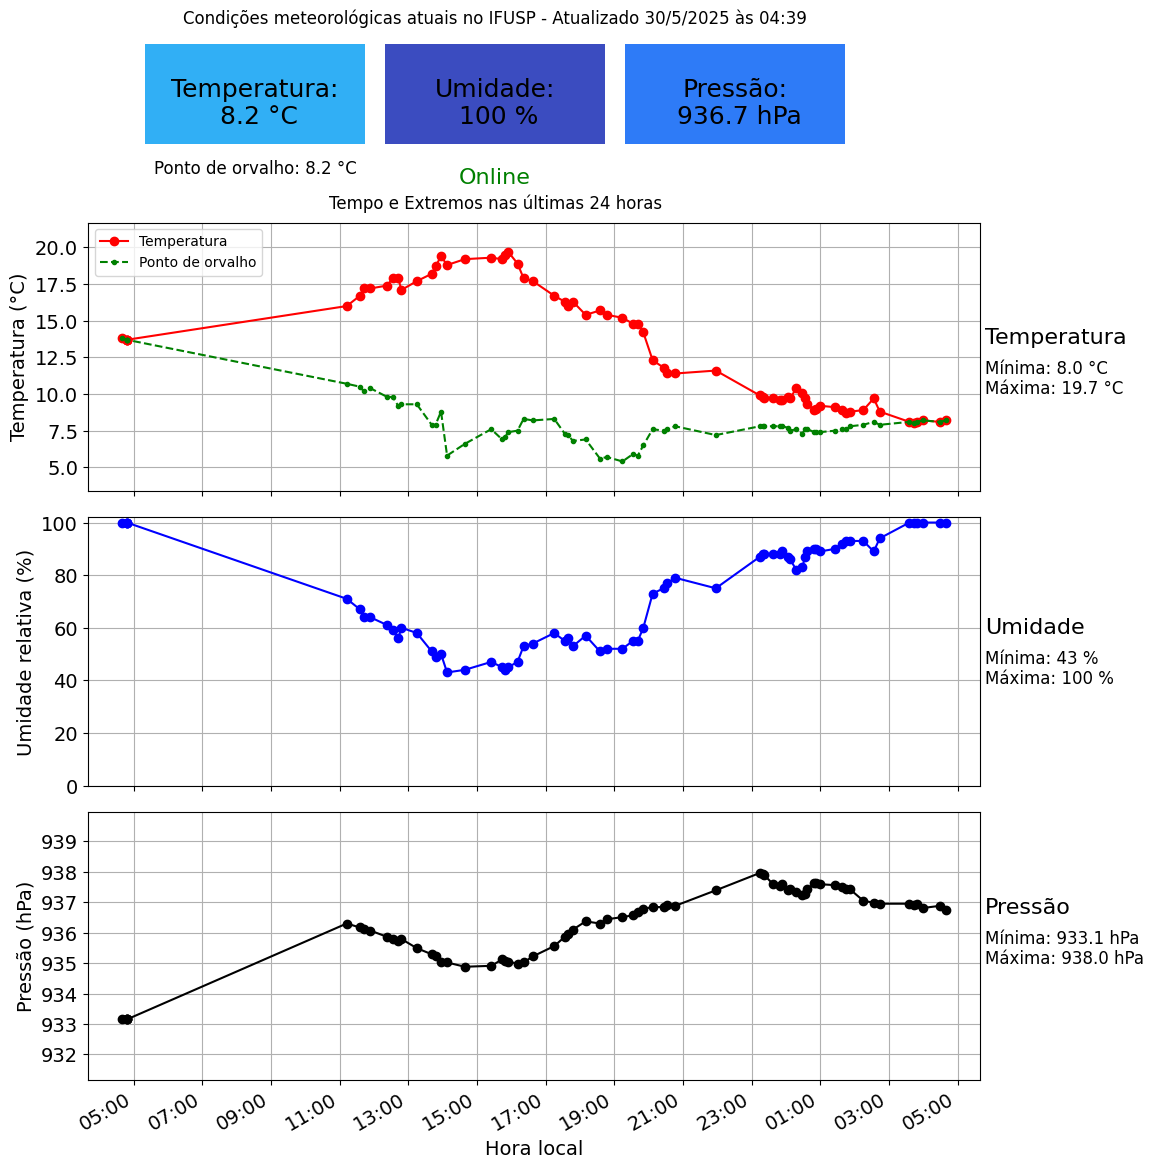 Condições meteorológicas atuais no IFUSP - Atualizado 30/5/2025 às 04:39
Temperatura:
8.2 °C
Umidade:
100 %
Pressão:
936.7 hPa
Ponto de orvalho: 8.2 °C
Online
Tempo e Extremos nas últimas 24 horas
Temperatura
Ponto de orvalho
Temperatura (°C)
20.0
17.5
15.0
12.5
10.0
7.5
5.0
Temperatura
Mínima: 8.0 °C
Máxima: 19.7 °C
Umidade relativa (%)
100
80
60
40
20
0
Umidade
Mínima: 43 %
Máxima: 100 %
Pressão (hPa)
939
938
937
936
935
934
933
932
Pressão
Mínima: 933.1 hPa
Máxima: 938.0 hPa
05:00 07:00 09:00 11:00 13:00 15:00 17:00 19:00 21:00 23:00 01:00 03:00 05:00
Hora local